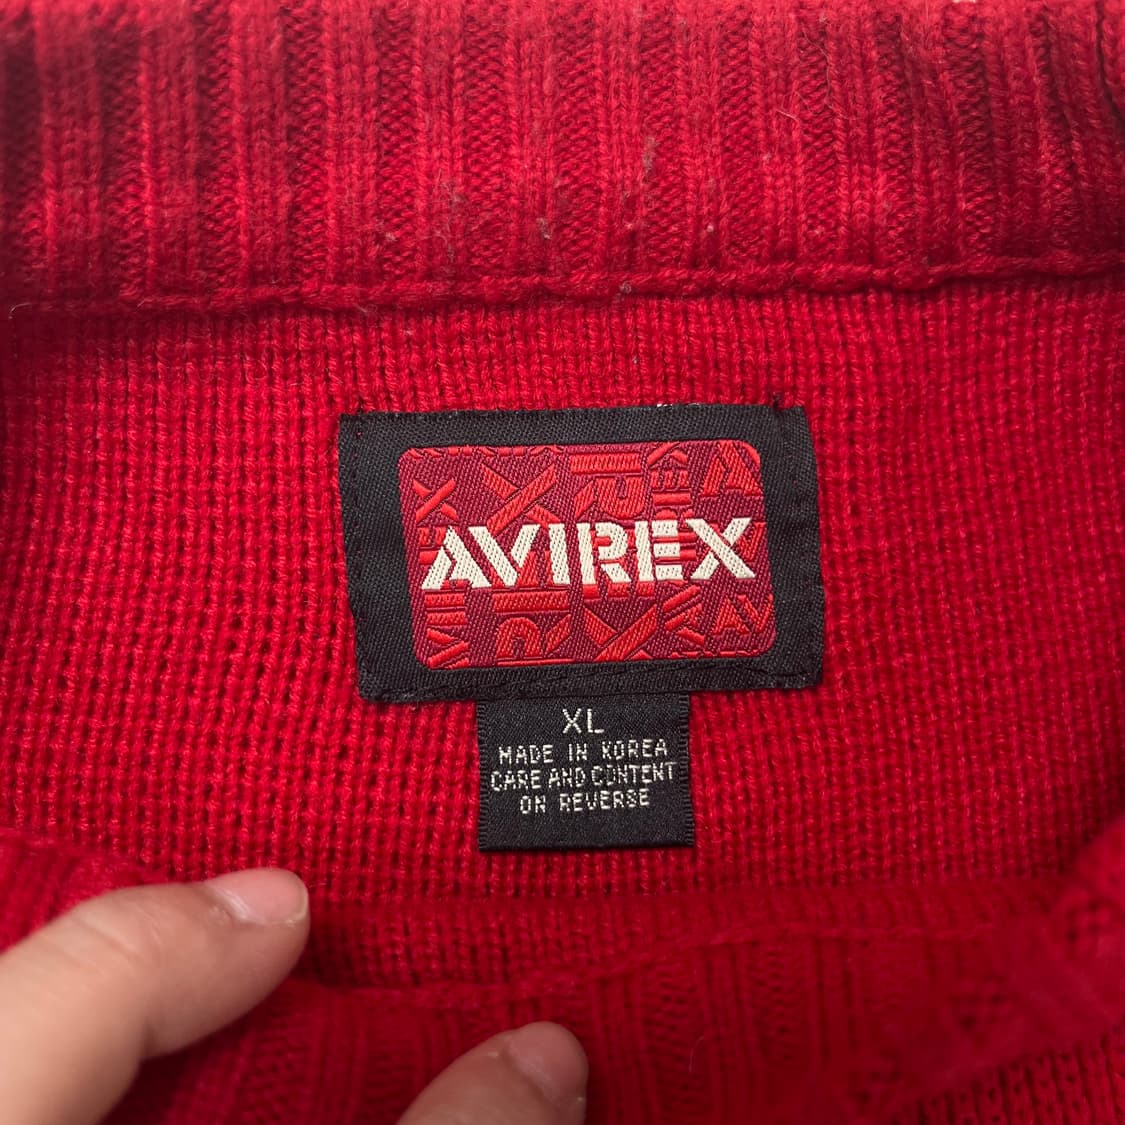 AVIREX
XL
MADE IN KOREA
CARE AND CONTENT
ON REVERSE